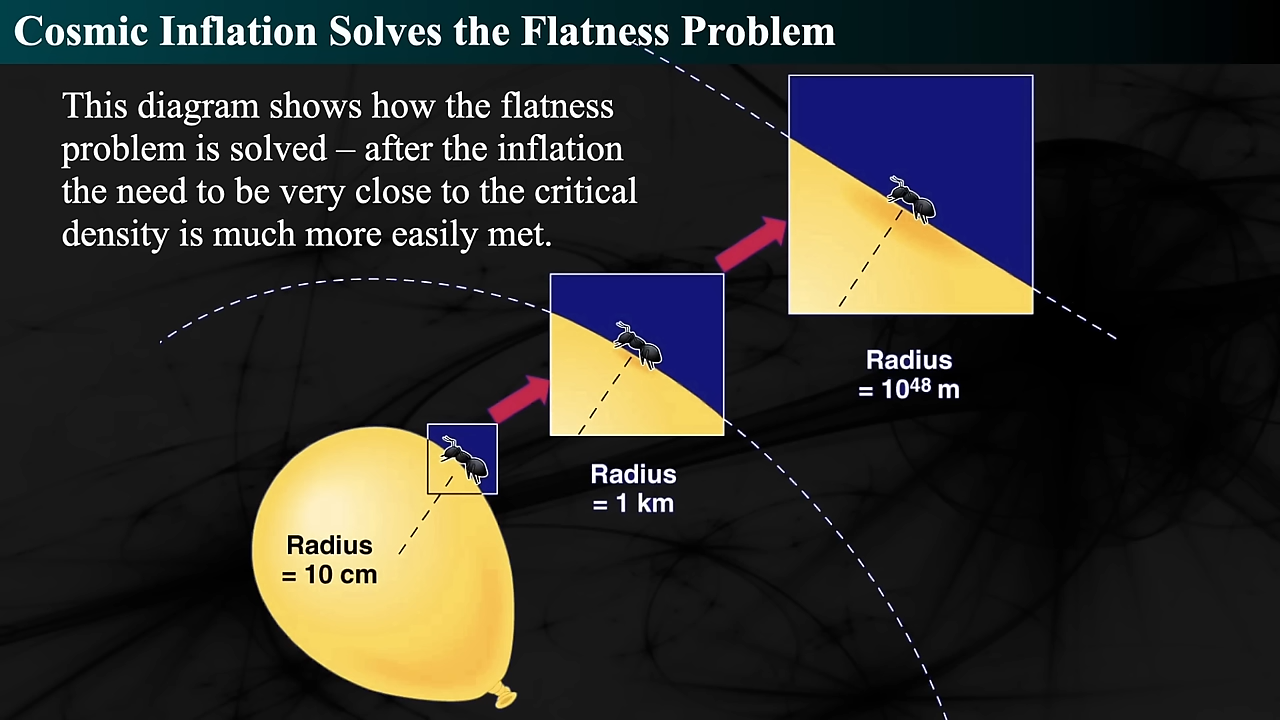 Cosmic Inflation Solves the Flatness Problem
This diagram shows how the flatness
problem is solved – after the inflation
the need to be very close to the critical
density is much more easily met.
Radius
= 10⁴⁸ m
Radius
= 1 km
Radius
= 10 cm